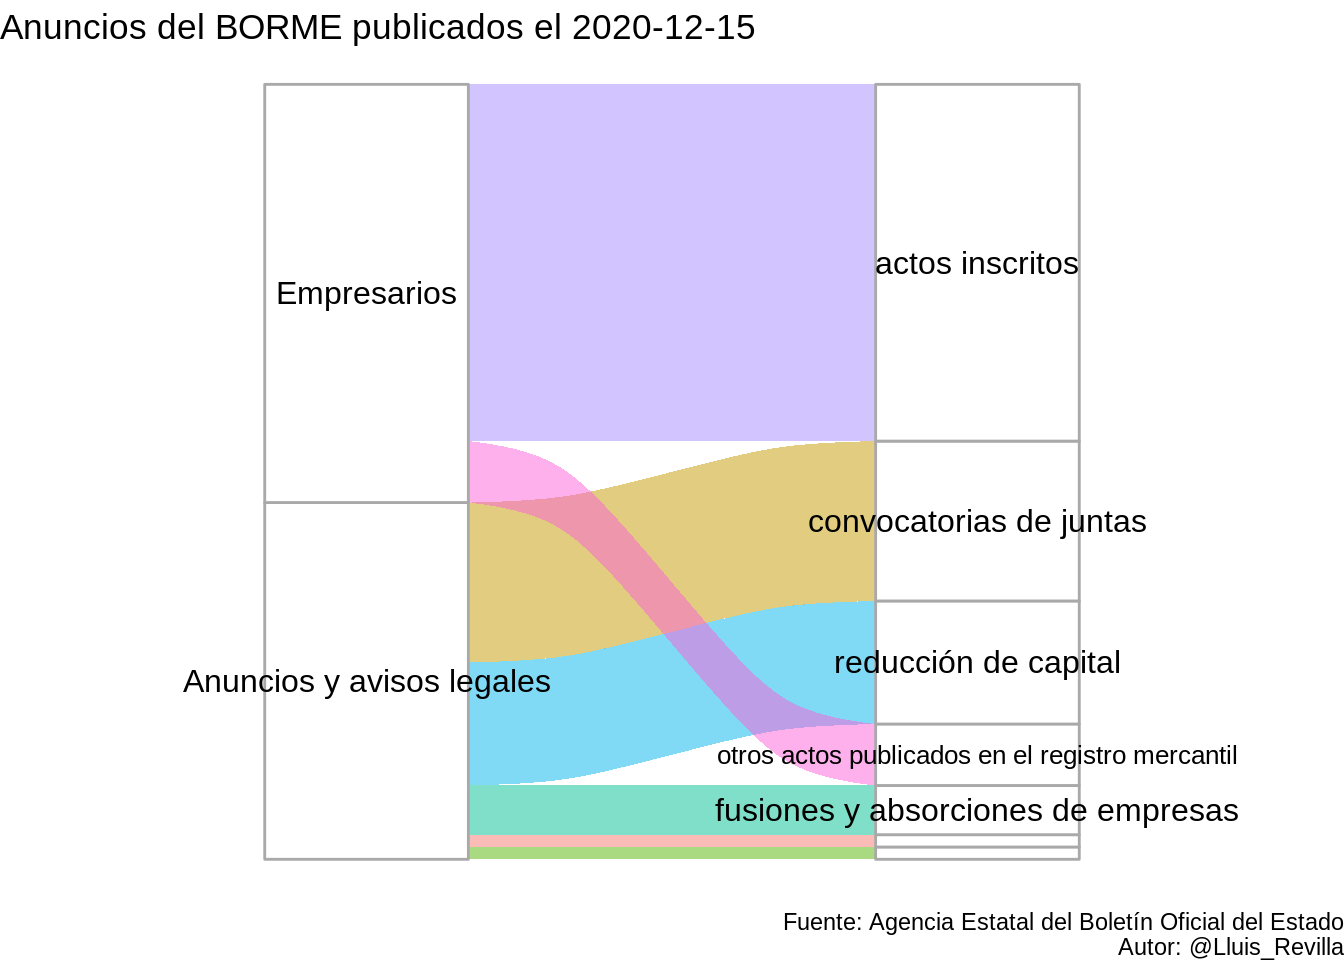 Anuncios del BORME publicados el 2020-12-15
Empresarios
Anuncios y avisos legales
actos inscritos
convocatorias de juntas
reducción de capital
otros actos publicados en el registro mercantil
fusiones y absorciones de empresas
Fuente: Agencia Estatal del Boletín Oficial del Estado
Autor: @Lluis_Revilla